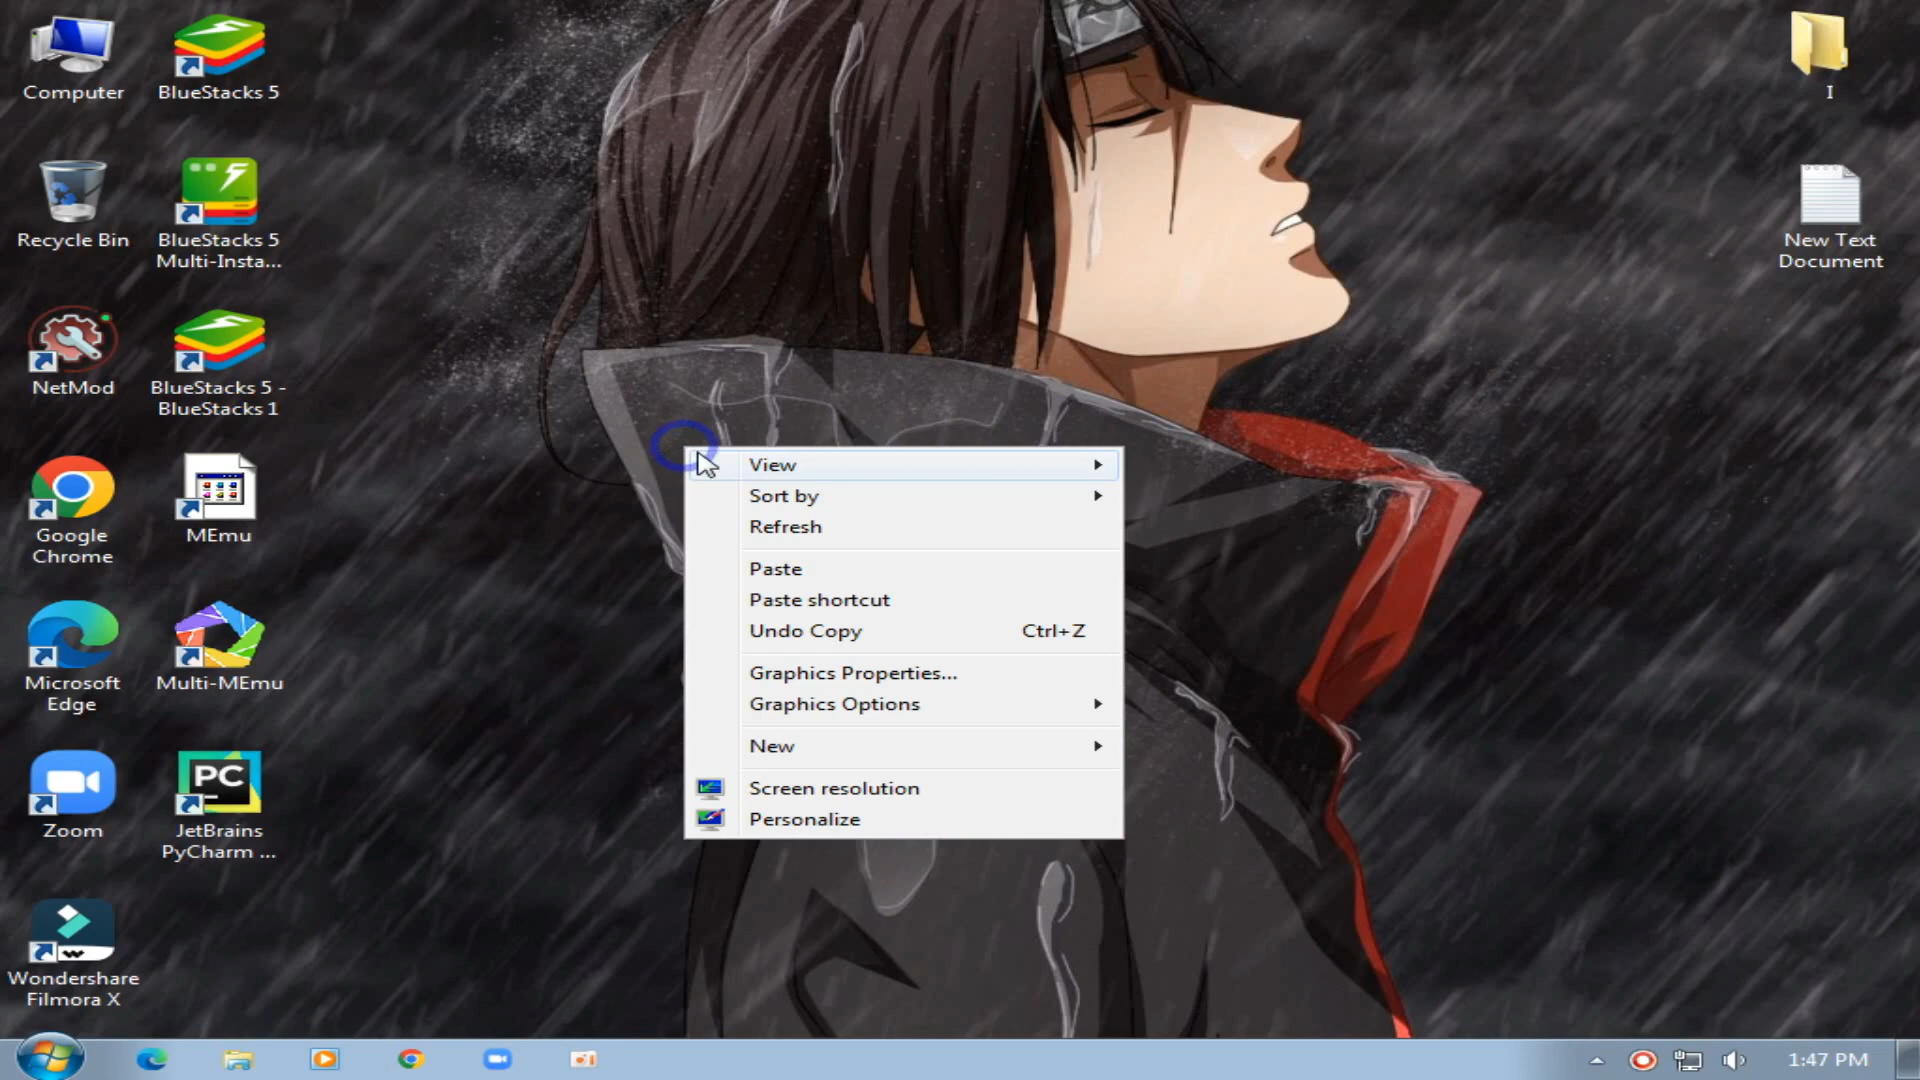 Computer
BlueStacks 5
I
Recycle Bin
BlueStacks 5
Multi-Insta...
New Text
Document
NetMod
BlueStacks 5 -
BlueStacks 1
Google
Chrome
MEmu
Microsoft
Edge
Multi-MEmu
Zoom
PC
JetBrains
PyCharm ...
Wondershare
Filmora X
View
Sort by
Refresh
Paste
Paste shortcut
Undo Copy Ctrl+Z
Graphics Properties...
Graphics Options
New
Screen resolution
Personalize
1:47 PM